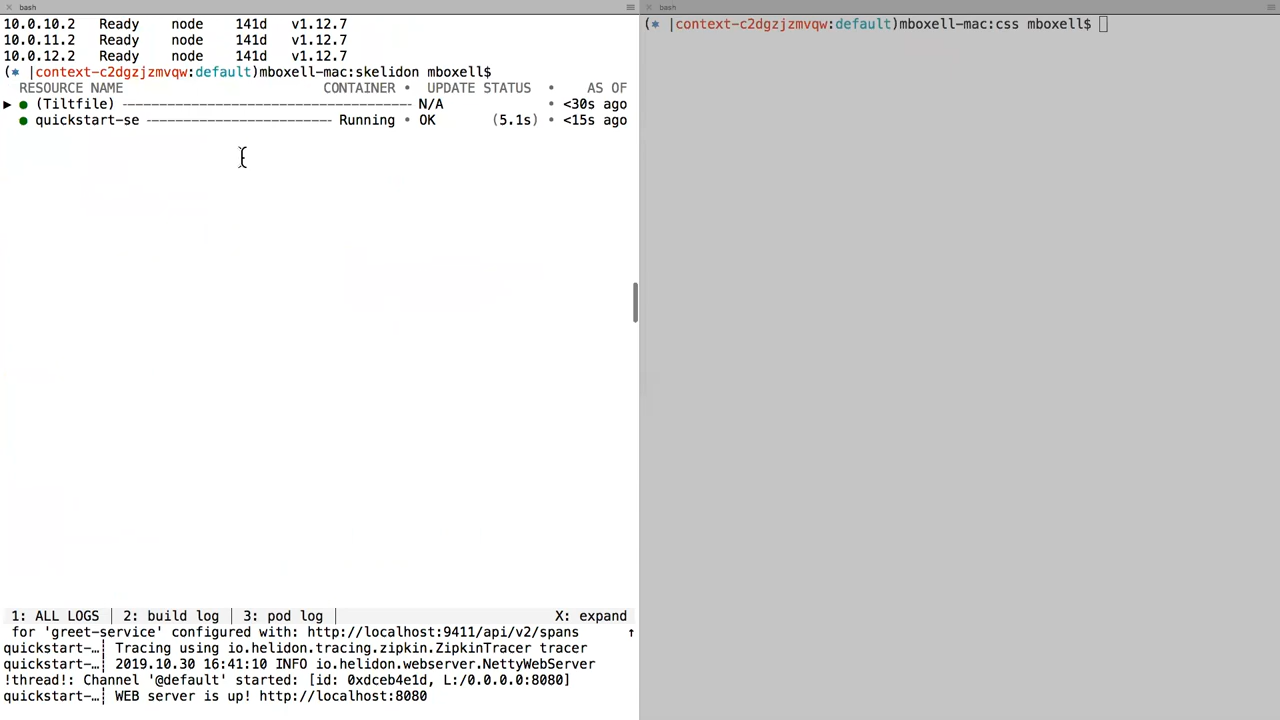 bash
10.0.10.2 Ready node 141d v1.12.7
10.0.11.2 Ready node 141d v1.12.7
10.0.12.2 Ready node 141d v1.12.7
(⎈ |context-c2dgzjzmvqw:default)mboxell-mac:skelidon mboxell$
RESOURCE NAME CONTAINER • UPDATE STATUS • AS OF
▶ ● (Tiltfile) -------------------------------------- N/A • <30s ago
● quickstart-se ------------------------ Running • OK (5.1s) • <15s ago
1: ALL LOGS │ 2: build log │ 3: pod log │ X: expand
for 'greet-service' configured with: http://localhost:9411/api/v2/spans ↑
quickstart-…┊ Tracing using io.helidon.tracing.zipkin.ZipkinTracer tracer
quickstart-…┊ 2019.10.30 16:41:10 INFO io.helidon.webserver.NettyWebServer
!thread!: Channel '@default' started: [id: 0xdceb4e1d, L:/0.0.0.0:8080]
quickstart-…┊ WEB server is up! http://localhost:8080
bash
(⎈ |context-c2dgzjzmvqw:default)mboxell-mac:css mboxell$